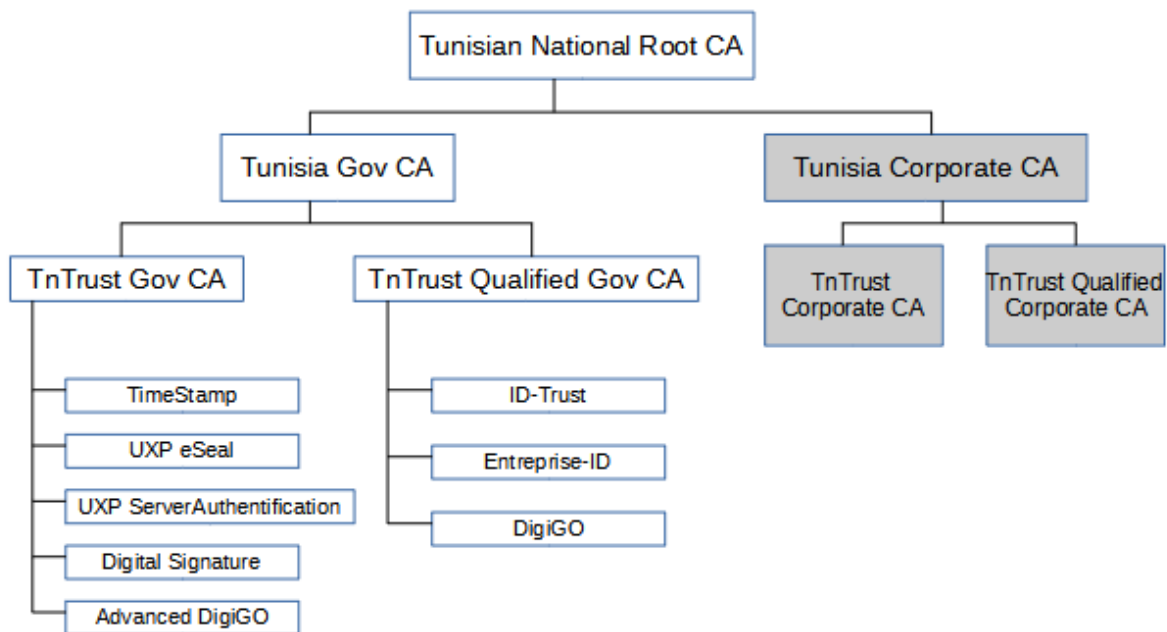 Tunisian National Root CA
Tunisia Gov CA
Tunisia Corporate CA
TnTrust Gov CA
TnTrust Qualified Gov CA
TnTrust
Corporate CA
TnTrust Qualified
Corporate CA
TimeStamp
UXP eSeal
UXP ServerAuthentification
Digital Signature
Advanced DigiGO
ID-Trust
Entreprise-ID
DigiGO